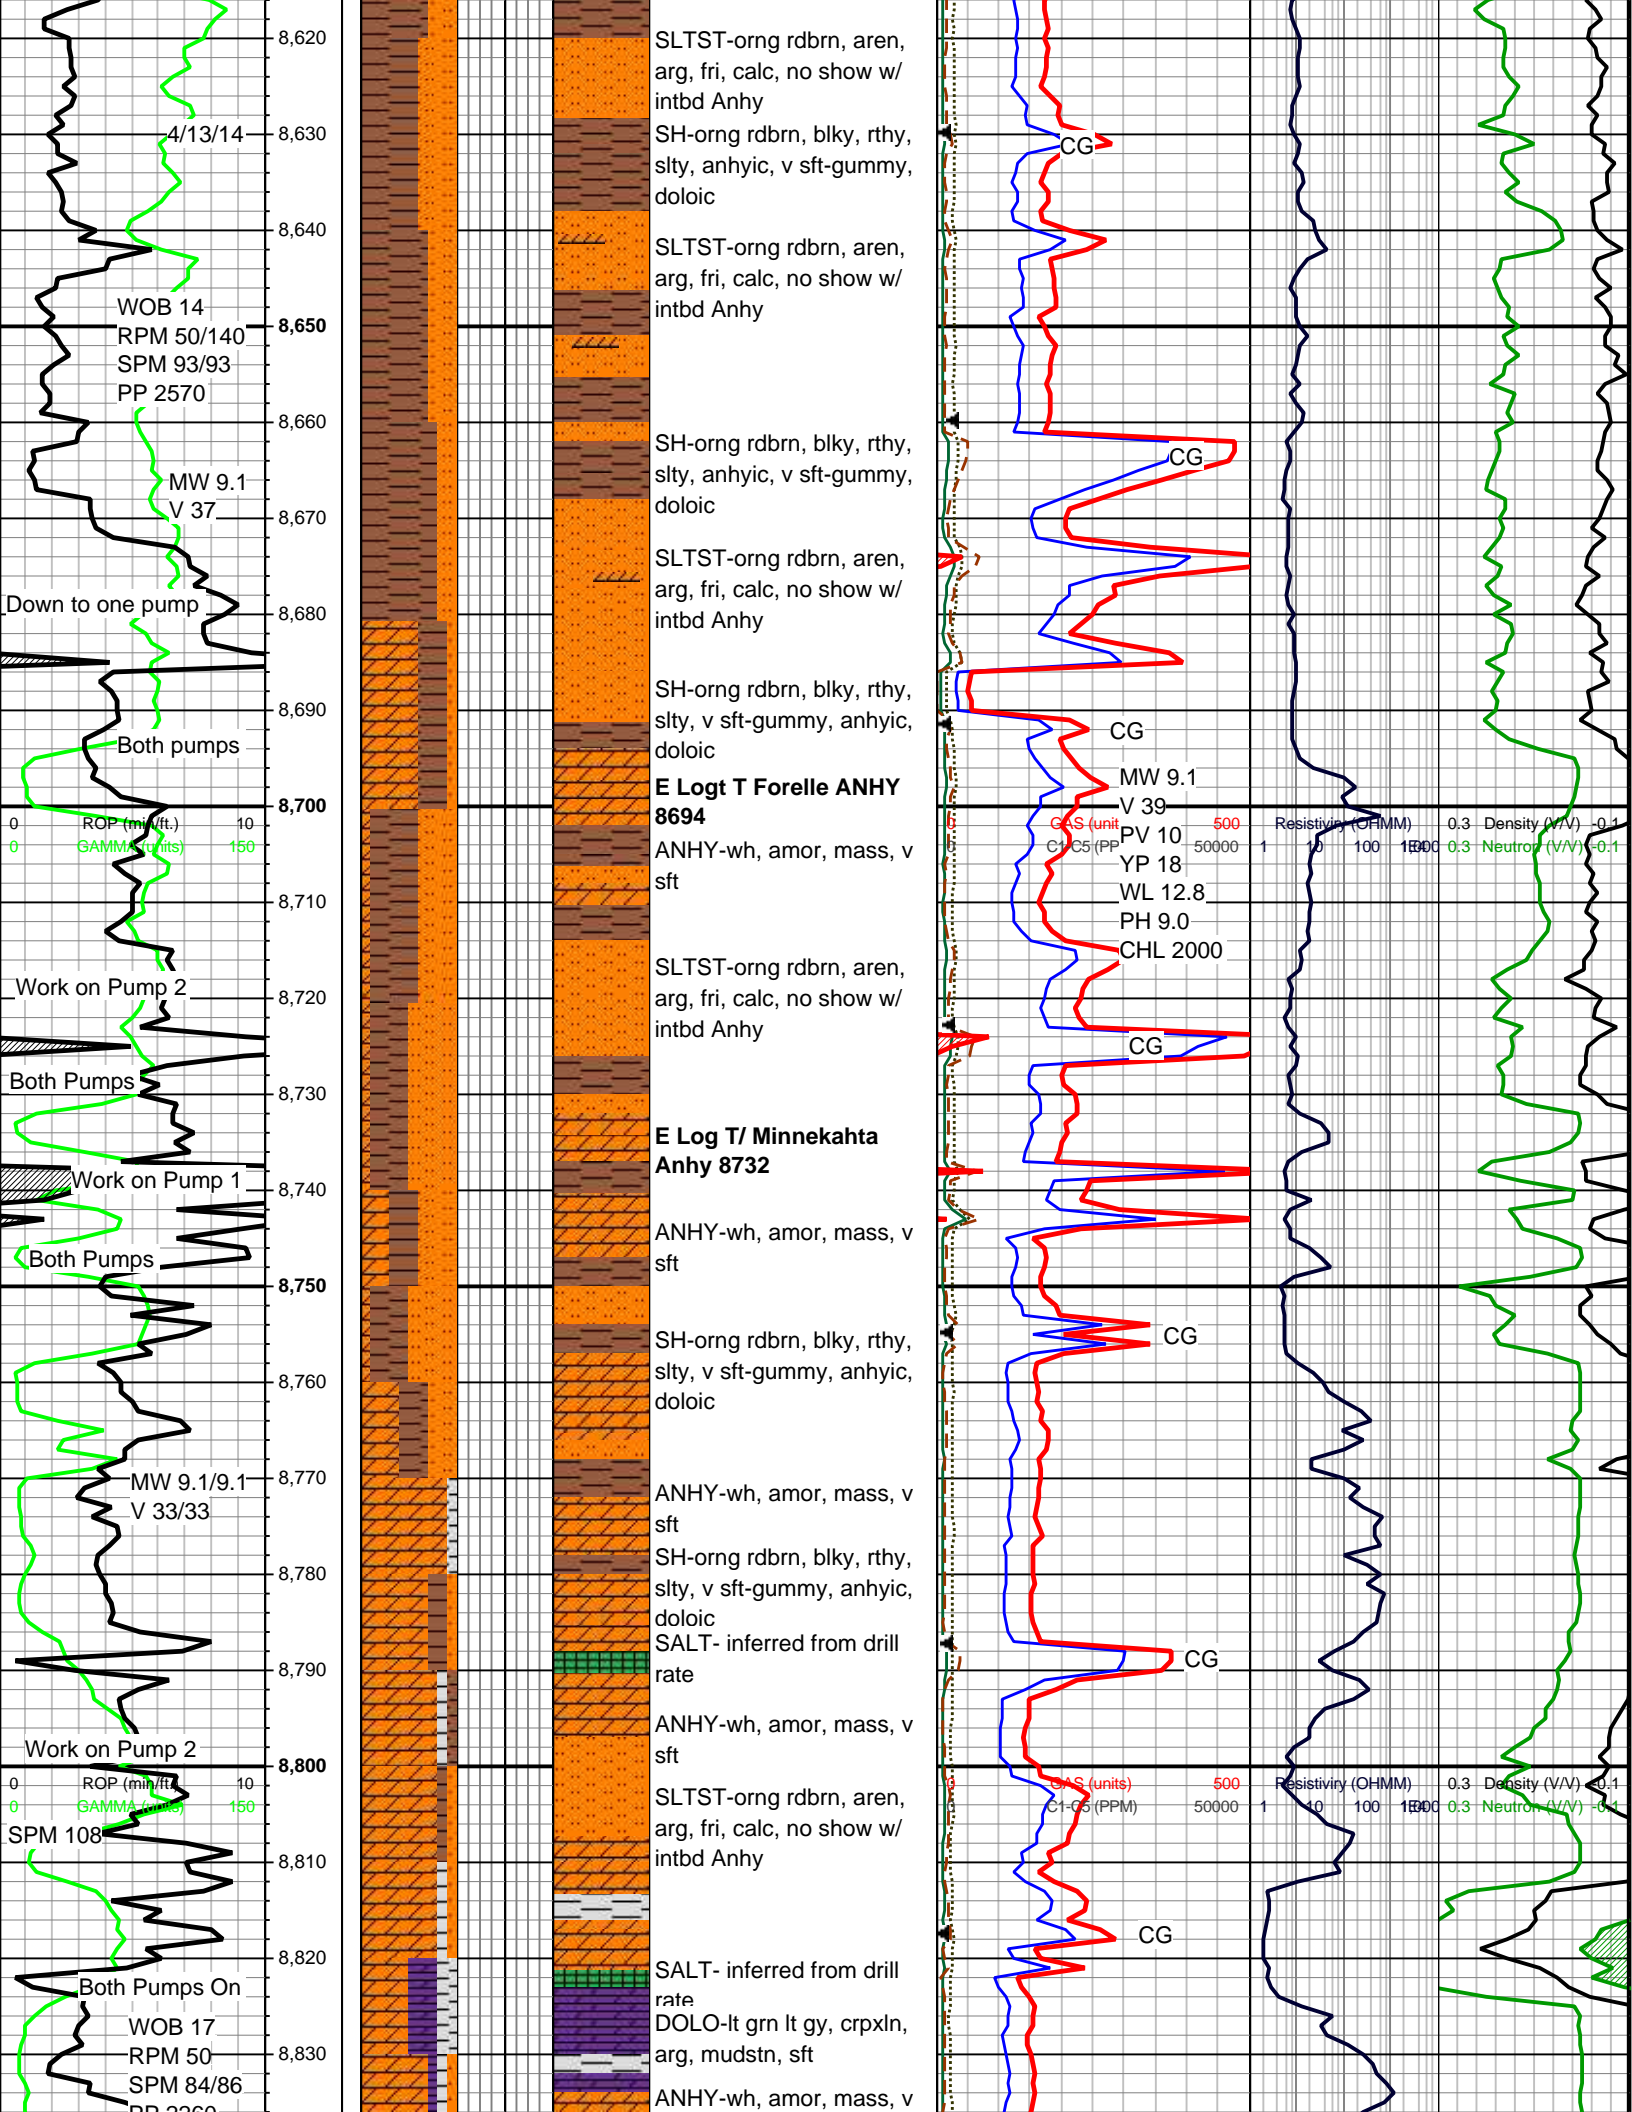 8,620
8,630
8,640
8,650
8,660
8,670
8,680
8,690
8,700
8,710
8,720
8,730
8,740
8,750
8,760
8,770
8,780
8,790
8,800
8,810
8,820
8,830
4/13/14
WOB 14
RPM 50/140
SPM 93/93
PP 2570
MW 9.1
V 37
Down to one pump
Both pumps
0 ROP (min/ft.) 10
0 GAMMA (units) 150
Work on Pump 2
Both Pumps
Work on Pump 1
Both Pumps
MW 9.1/9.1
V 33/33
Work on Pump 2
0 ROP (min/ft.) 10
0 GAMMA (units) 150
SPM 108
Both Pumps On
WOB 17
RPM 50
SPM 84/86
SLTST-orng rdbrn, aren,
arg, fri, calc, no show w/
intbd Anhy
SH-orng rdbrn, blky, rthy,
slty, anhyic, v sft-gummy,
doloic
SLTST-orng rdbrn, aren,
arg, fri, calc, no show w/
intbd Anhy
SH-orng rdbrn, blky, rthy,
slty, anhyic, v sft-gummy,
doloic
SLTST-orng rdbrn, aren,
arg, fri, calc, no show w/
intbd Anhy
SH-orng rdbrn, blky, rthy,
slty, v sft-gummy, anhyic,
doloic
E Logt T Forelle ANHY
8694
ANHY-wh, amor, mass, v
sft
SLTST-orng rdbrn, aren,
arg, fri, calc, no show w/
intbd Anhy
E Log T/ Minnekahta
Anhy 8732
ANHY-wh, amor, mass, v
sft
SH-orng rdbrn, blky, rthy,
slty, v sft-gummy, anhyic,
doloic
ANHY-wh, amor, mass, v
sft
SH-orng rdbrn, blky, rthy,
slty, v sft-gummy, anhyic,
doloic
SALT- inferred from drill
rate
ANHY-wh, amor, mass, v
sft
SLTST-orng rdbrn, aren,
arg, fri, calc, no show w/
intbd Anhy
SALT- inferred from drill
rate
DOLO-lt grn lt gy, crpxln,
arg, mudstn, sft
ANHY-wh, amor, mass, v
CG
CG
CG
MW 9.1
V 39
PV 10
YP 18
WL 12.8
PH 9.0
CHL 2000
0 GAS (unit 500
C1-C5 (PP 50000
CG
CG
CG
0 GAS (units) 500
C1-C5 (PPM) 50000
CG
Resistiviry (OHMM)
1 10 100
0.3 Density (V/V) -0.1
0.3 Neutron (V/V) -0.1
Resistiviry (OHMM)
1 10 100
0.3 Density (V/V) -0.1
0.3 Neutron (V/V) -0.1